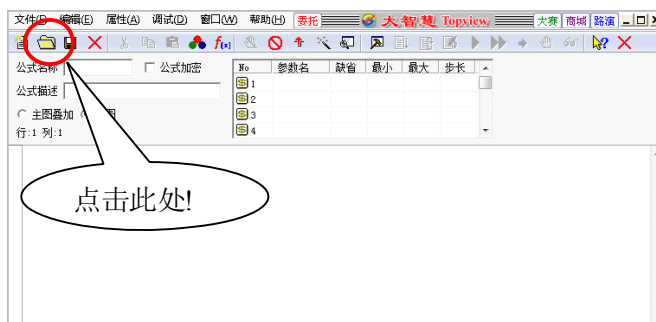 文件(F) 编辑(E) 属性(A) 调试(D) 窗口(W) 帮助(H) 委托 大智慧 Topview 大赛 商城 路演
f(x)
公式名称 公式加密 No 参数名 缺省 最小 最大 步长
1
公式描述
2
主图叠加 图 3
行:1 列:1 4
点击此处!